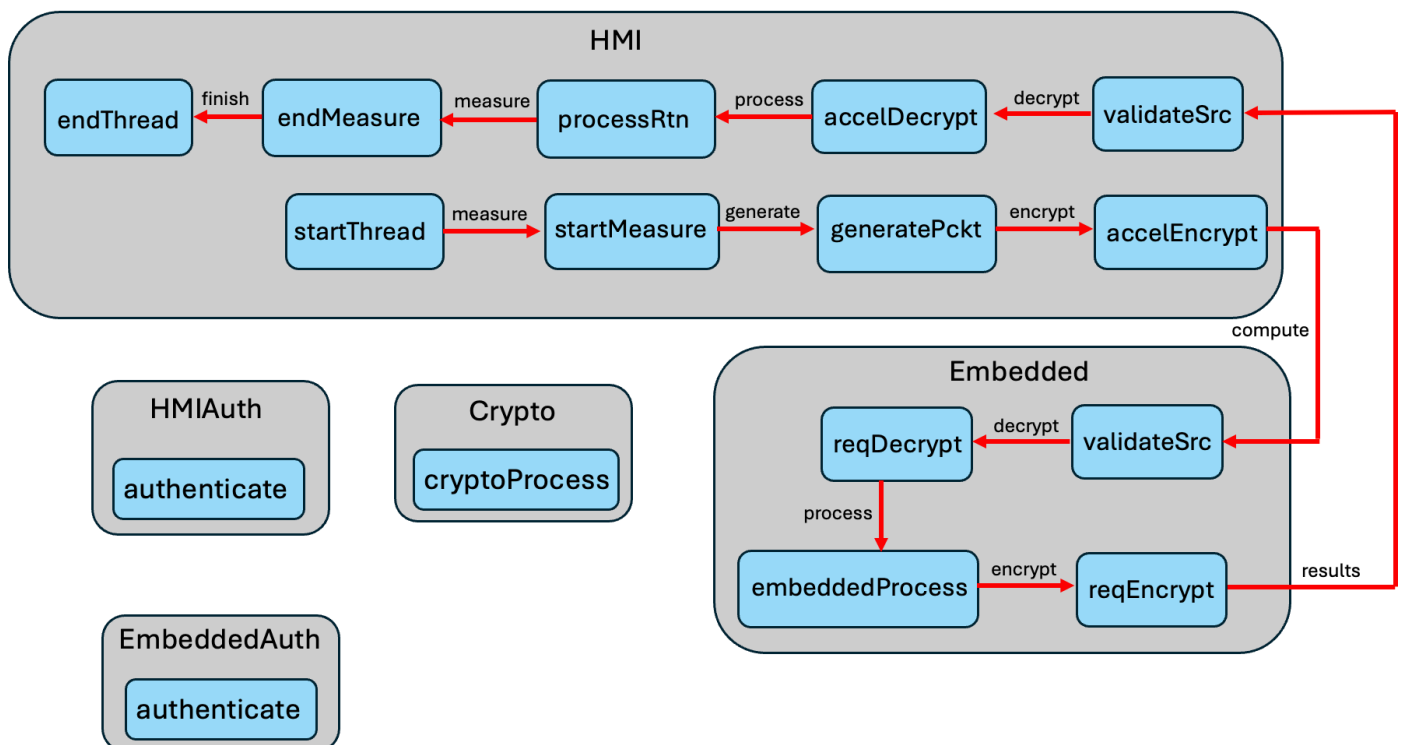 HMI
finish
measure
process
decrypt
endThread
endMeasure
processRtn
accelDecrypt
validateSrc
measure
generate
encrypt
startThread
startMeasure
generatePckt
accelEncrypt
compute
Embedded
HMIAuth
Crypto
decrypt
reqDecrypt
validateSrc
authenticate
cryptoProcess
process
encrypt
results
embeddedProcess
reqEncrypt
EmbeddedAuth
authenticate